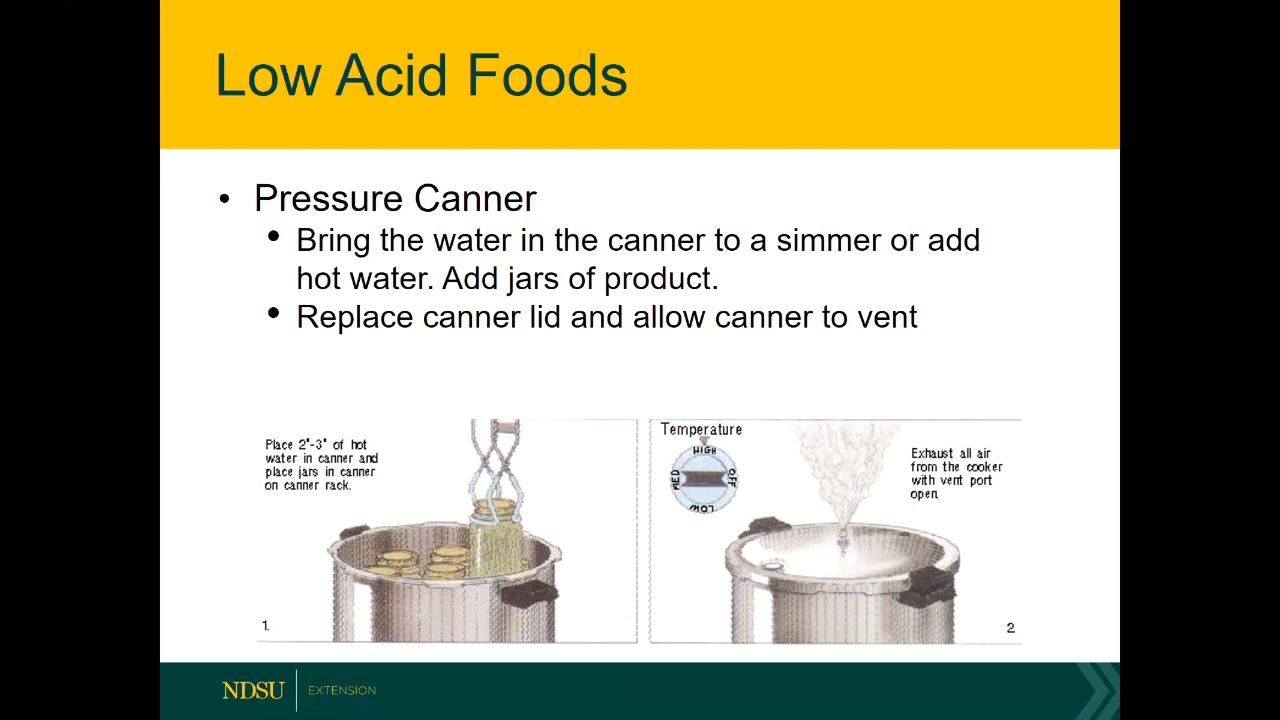 Low Acid Foods
• Pressure Canner
• Bring the water in the canner to a simmer or add
hot water. Add jars of product.
• Replace canner lid and allow canner to vent
Place 2"-3" of hot
water in canner and
place jars in canner
on canner rack.
1.
Temperature
HIGH
MED
OFF
LOW
Exhaust all air
from the cooker
with vent port
open.
2
NDSU
EXTENSION